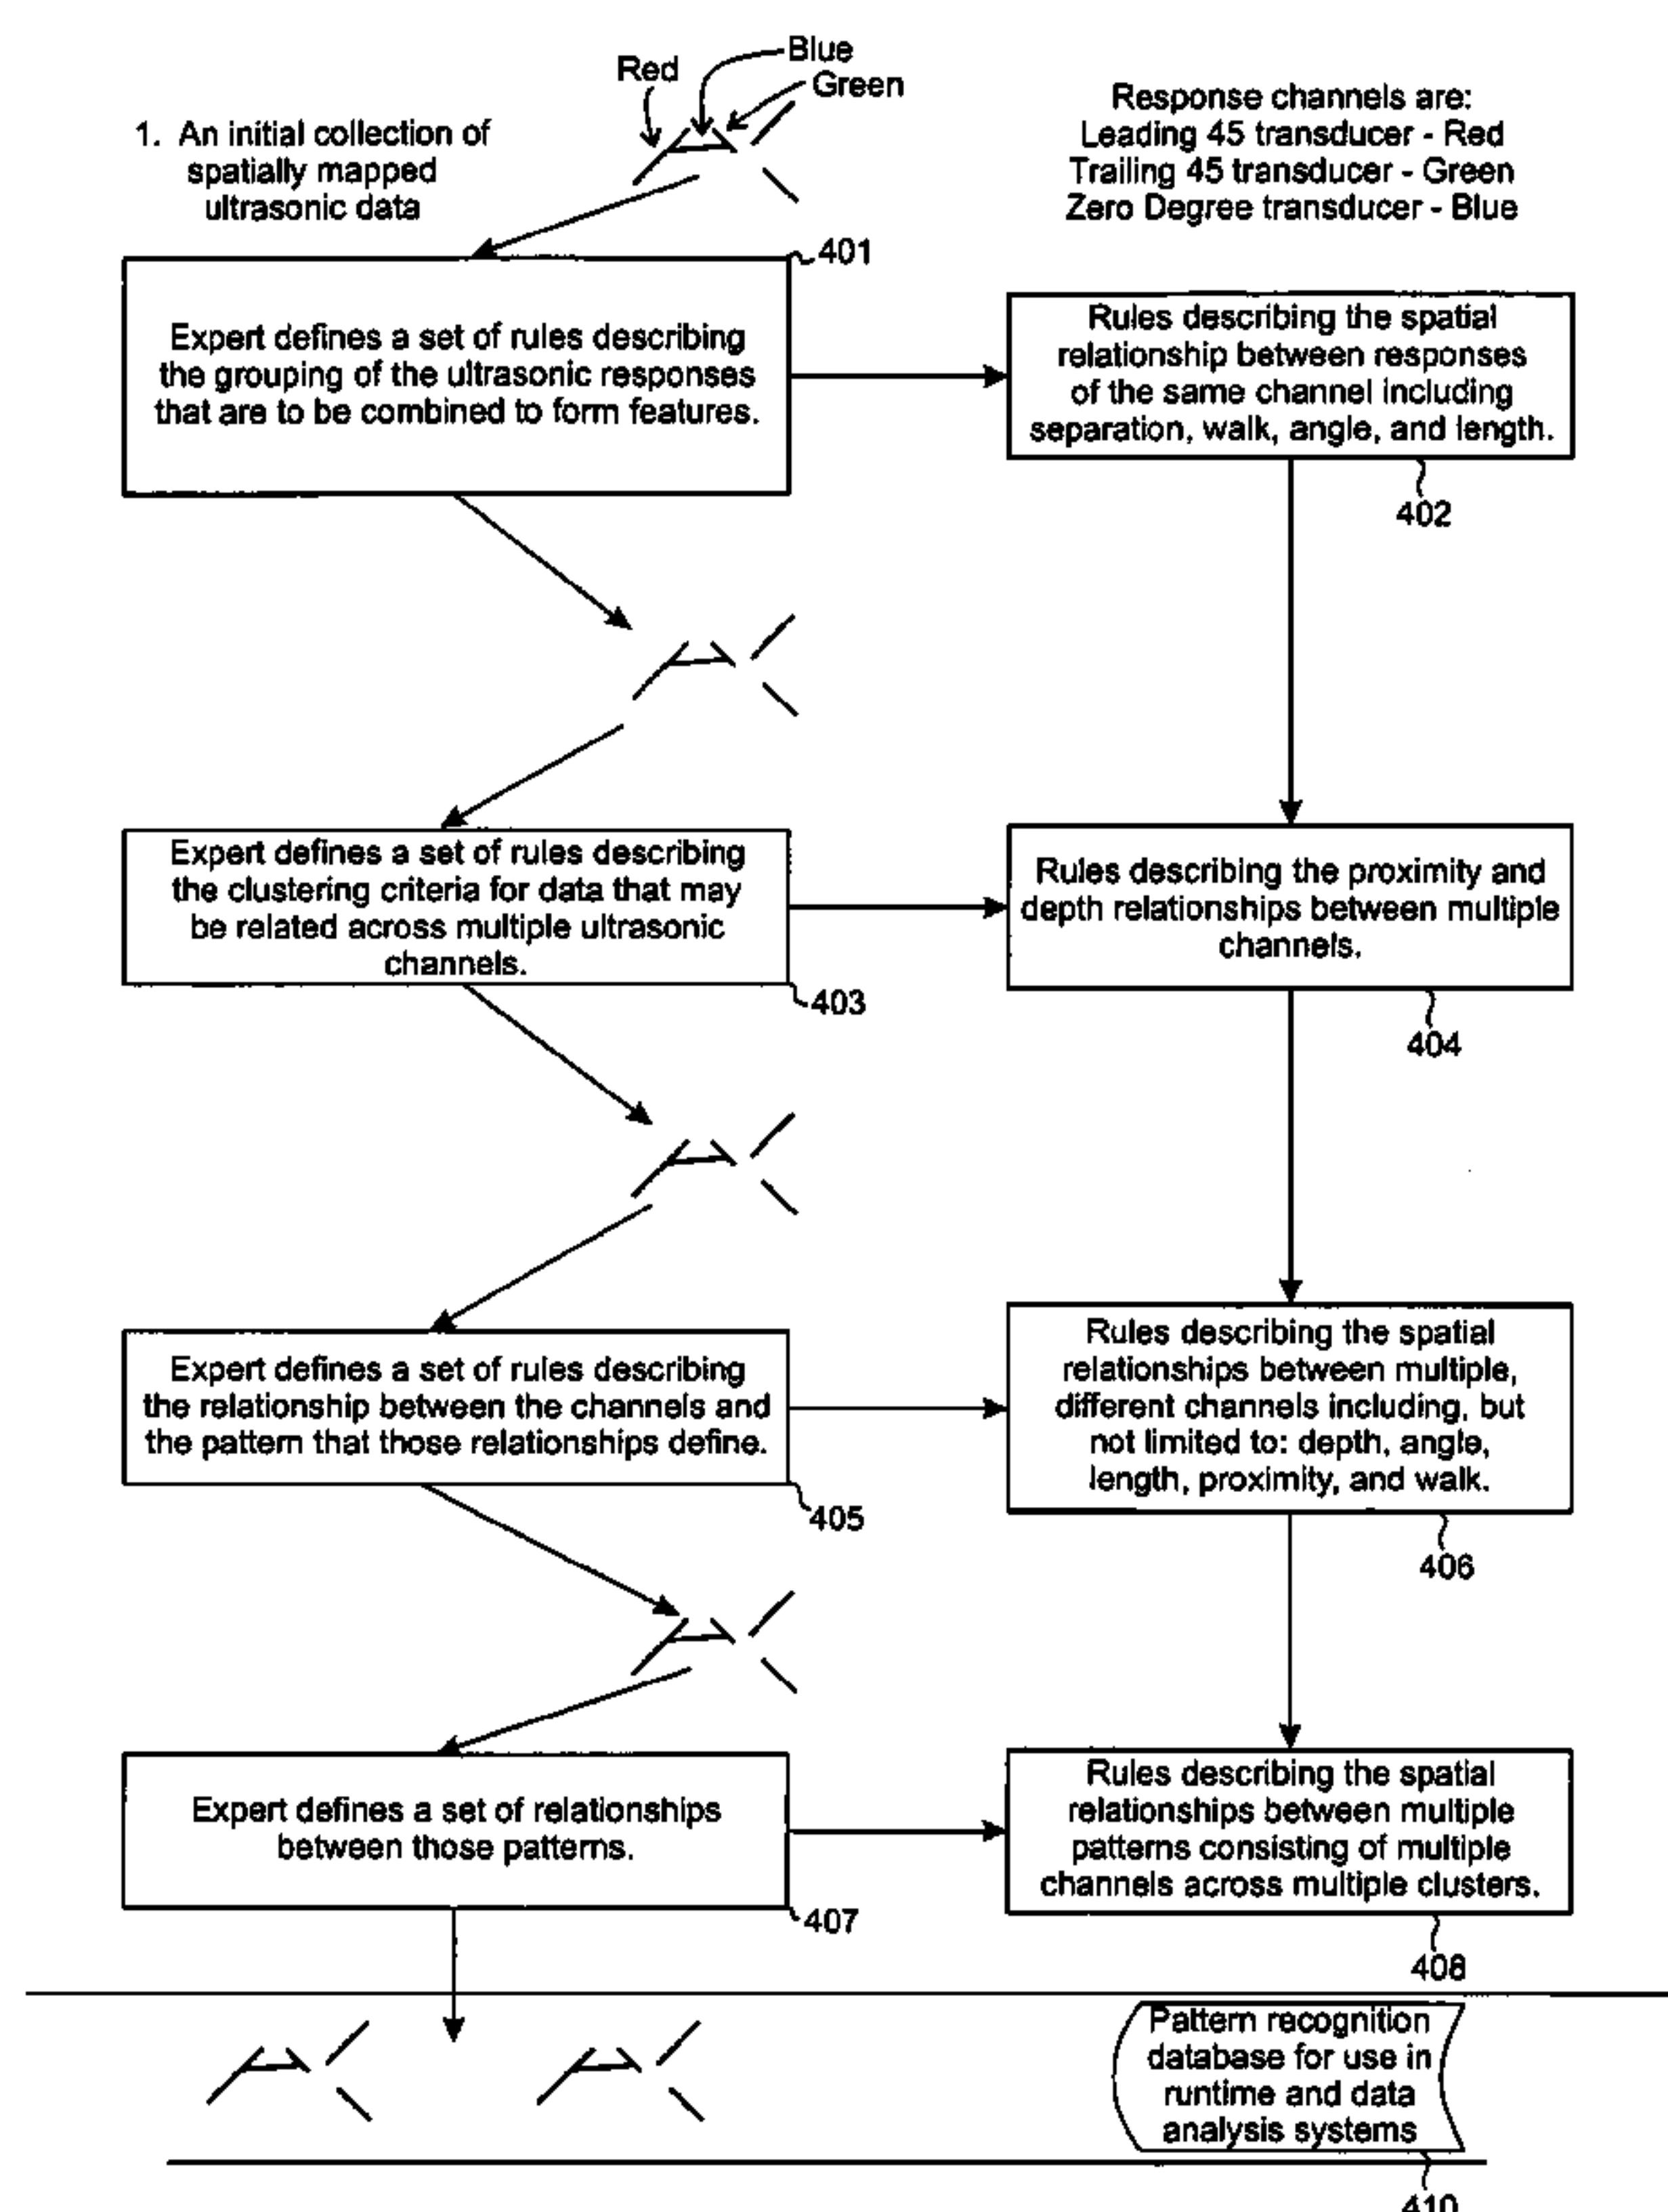 Red
Blue
Green
1. An initial collection of
spatially mapped
ultrasonic data
Response channels are:
Leading 45 transducer - Red
Trailing 45 transducer - Green
Zero Degree transducer - Blue
401
Expert defines a set of rules describing
the grouping of the ultrasonic responses
that are to be combined to form features.
Rules describing the spatial
relationship between responses
of the same channel including
separation, walk, angle, and length.
402
Expert defines a set of rules describing
the clustering criteria for data that may
be related across multiple ultrasonic
channels.
403
Rules describing the proximity and
depth relationships between multiple
channels.
404
Expert defines a set of rules describing
the relationship between the channels and
the pattern that those relationships define.
405
Rules describing the spatial
relationships between multiple,
different channels including, but
not limited to: depth, angle,
length, proximity, and walk.
406
Expert defines a set of relationships
between those patterns.
407
Rules describing the spatial
relationships between multiple
patterns consisting of multiple
channels across multiple clusters.
408
Pattern recognition
database for use in
runtime and data
analysis systems
410